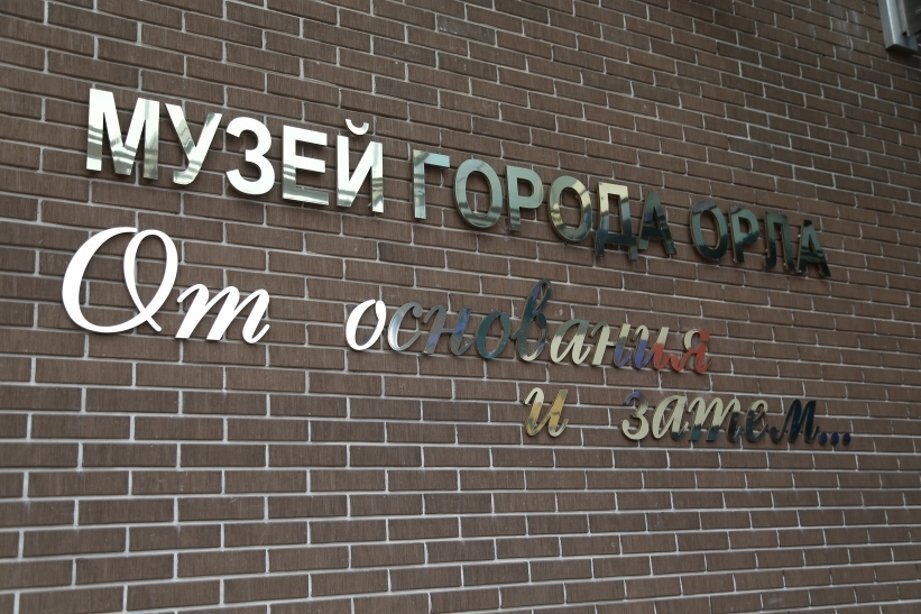 МУЗЕЙ ГОРОДА ОРЛА
От основания
и затем...